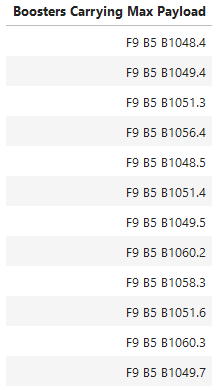 Boosters Carrying Max Payload
F9 B5 B1048.4
F9 B5 B1049.4
F9 B5 B1051.3
F9 B5 B1056.4
F9 B5 B1048.5
F9 B5 B1051.4
F9 B5 B1049.5
F9 B5 B1060.2
F9 B5 B1058.3
F9 B5 B1051.6
F9 B5 B1060.3
F9 B5 B1049.7